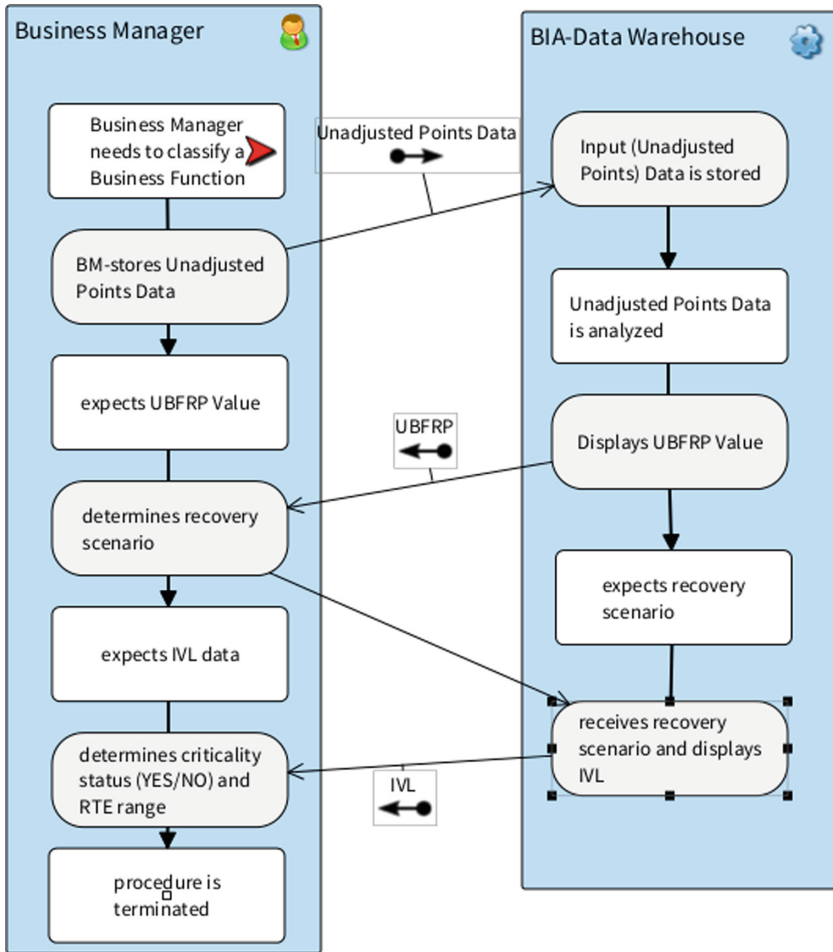 Business Manager
Business Manager
needs to classify a
Business Function
BM-stores Unadjusted
Points Data
expects UBFRP Value
determines recovery
scenario
expects IVL data
determines criticality
status (YES/NO) and
RTE range
procedure is
terminated
Unadjusted Points Data
UBFRP
IVL
BIA-Data Warehouse
Input (Unadjusted
Points) Data is stored
Unadjusted Points Data
is analyzed
Displays UBFRP Value
expects recovery
scenario
receives recovery
scenario and displays
IVL